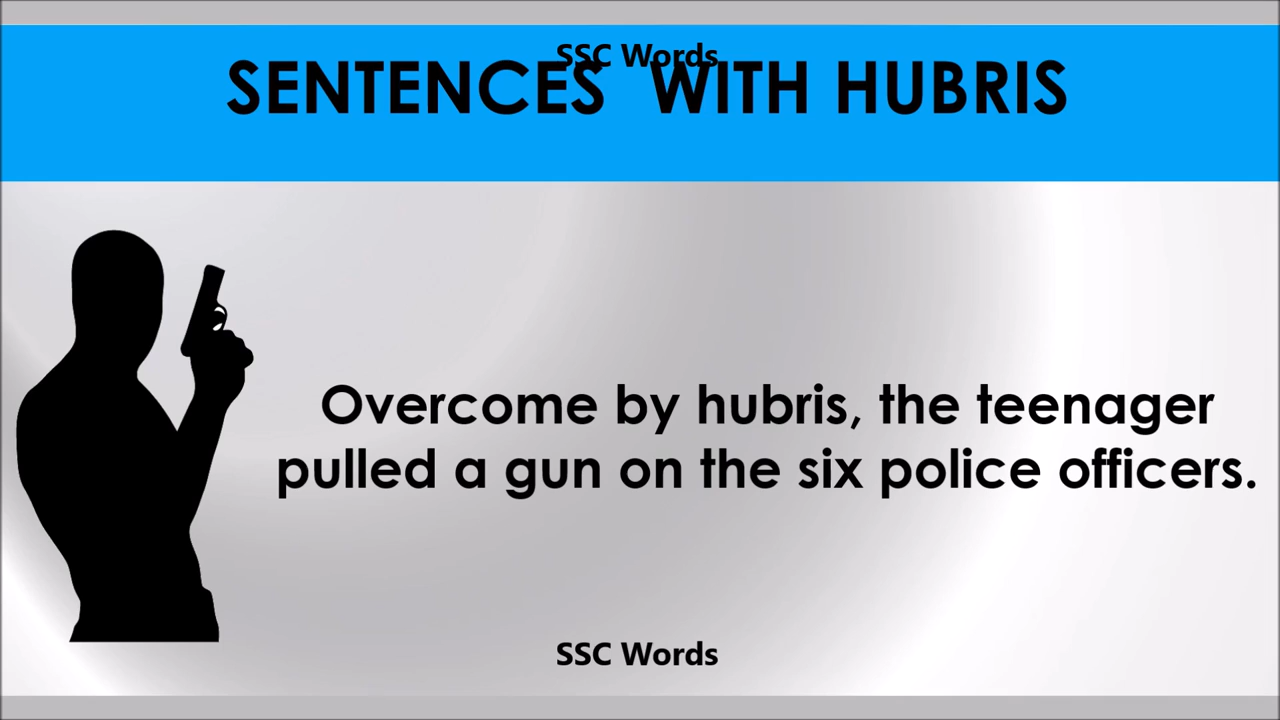 SSC Words
SENTENCES WITH HUBRIS
Overcome by hubris, the teenager
pulled a gun on the six police officers.
SSC Words